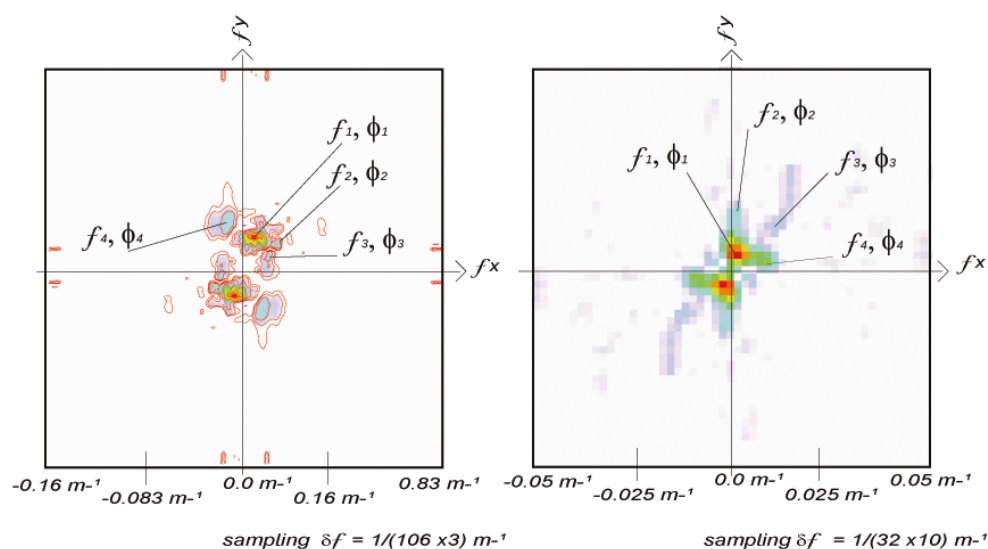 fy
fy
f2, ϕ2
f1, ϕ1
f1, ϕ1
f3, ϕ3
f2, ϕ2
f4, ϕ4
f3, ϕ3
f4, ϕ4
fx
fx
-0.16 m-¹ -0.083 m-¹ 0.0 m-¹ 0.16 m-¹ 0.83 m-¹
-0.05 m-¹ -0.025 m-¹ 0.0 m-¹ 0.025 m-¹ 0.05 m-¹
sampling δf = 1/(106 x3) m-¹
sampling δf = 1/(32 x10) m-¹